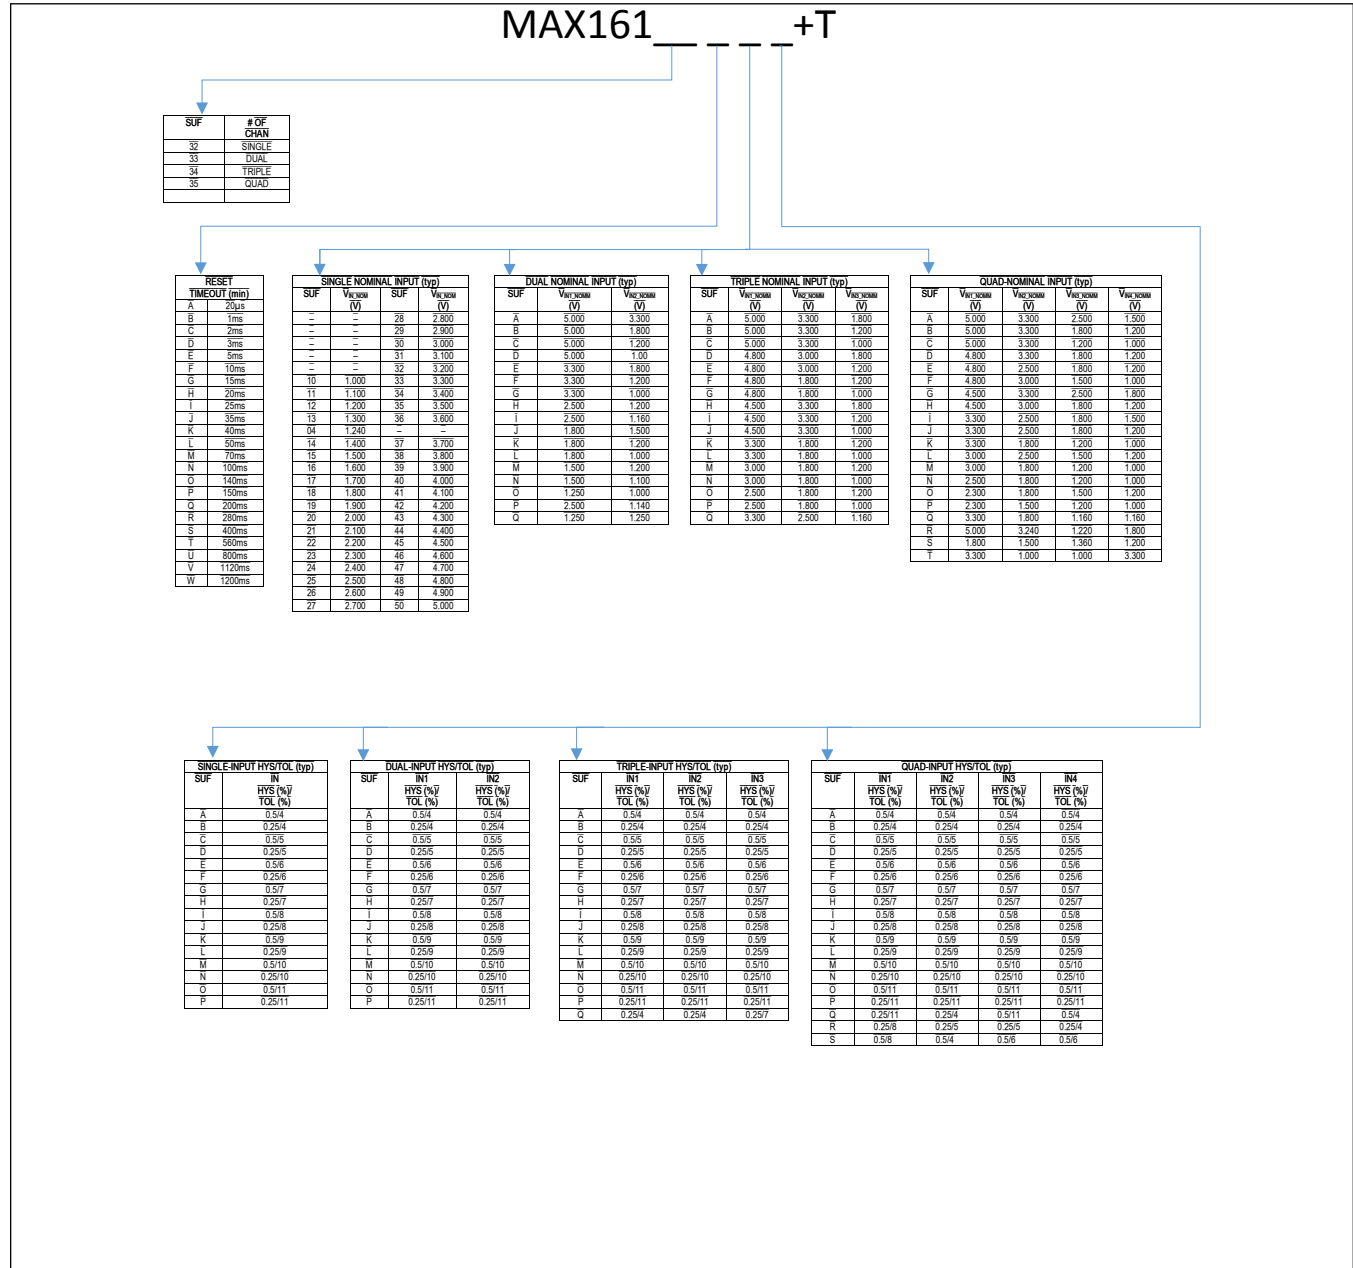 MAX161__ _ _ _+T
SUF # OF CHAN
32 SINGLE
33 DUAL
34 TRIPLE
35 QUAD
RESET TIMEOUT (min)
A 20µs
B 1ms
C 2ms
D 3ms
E 5ms
F 10ms
G 15ms
H 20ms
I 25ms
J 35ms
K 40ms
L 50ms
M 70ms
N 100ms
O 140ms
P 150ms
Q 200ms
R 280ms
S 400ms
T 560ms
U 800ms
V 1120ms
W 1200ms
SINGLE NOMINAL INPUT (typ)
SUF VIN_NOM (V) SUF VIN_NOM (V)
– – 28 2.800
– – 29 2.900
– – 30 3.000
– – 31 3.100
– – 32 3.200
10 1.000 33 3.300
11 1.100 34 3.400
12 1.200 35 3.500
13 1.300 36 3.600
04 1.240 – –
14 1.400 37 3.700
15 1.500 38 3.800
16 1.600 39 3.900
17 1.700 40 4.000
18 1.800 41 4.100
19 1.900 42 4.200
20 2.000 43 4.300
21 2.100 44 4.400
22 2.200 45 4.500
23 2.300 46 4.600
24 2.400 47 4.700
25 2.500 48 4.800
26 2.600 49 4.900
27 2.700 50 5.000
DUAL NOMINAL INPUT (typ)
SUF VIN1_NOMM (V) VIN2_NOMM (V)
A 5.000 3.300
B 5.000 1.800
C 5.000 1.200
D 5.000 1.00
E 3.300 1.800
F 3.300 1.200
G 3.300 1.000
H 2.500 1.200
I 2.500 1.160
J 1.800 1.500
K 1.800 1.200
L 1.800 1.000
M 1.500 1.200
N 1.500 1.100
O 1.250 1.000
P 2.500 1.140
Q 1.250 1.250
TRIPLE NOMINAL INPUT (typ)
SUF VIN1_NOMM (V) VIN2_NOMM (V) VIN3_NOMM (V)
A 5.000 3.300 1.800
B 5.000 3.300 1.200
C 5.000 3.300 1.000
D 4.800 3.000 1.800
E 4.800 3.000 1.200
F 4.800 1.800 1.200
G 4.800 1.800 1.000
H 4.500 3.300 1.800
I 4.500 3.300 1.200
J 4.500 3.300 1.000
K 3.300 1.800 1.200
L 3.300 1.800 1.000
M 3.000 1.800 1.200
N 3.000 1.800 1.000
O 2.500 1.800 1.200
P 2.500 1.800 1.000
Q 3.300 2.500 1.160
QUAD-NOMINAL INPUT (typ)
SUF VIN1_NOMM (V) VIN2_NOMM (V) VIN3_NOMM (V) VIN4_NOMM (V)
A 5.000 3.300 2.500 1.500
B 5.000 3.300 1.800 1.200
C 5.000 3.300 1.200 1.000
D 4.800 3.300 1.800 1.200
E 4.800 2.500 1.800 1.200
F 4.800 3.000 1.500 1.000
G 4.500 3.300 2.500 1.800
H 4.500 3.000 1.800 1.200
I 3.300 2.500 1.800 1.500
J 3.300 2.500 1.800 1.200
K 3.300 1.800 1.200 1.000
L 3.000 2.500 1.500 1.200
M 3.000 1.800 1.200 1.000
N 2.500 1.800 1.200 1.000
O 2.300 1.800 1.500 1.200
P 2.300 1.500 1.200 1.000
Q 3.300 1.800 1.160 1.160
R 5.000 3.240 1.220 1.800
S 1.800 1.500 1.360 1.200
T 3.300 1.000 1.000 3.300
SINGLE-INPUT HYS/TOL (typ)
SUF IN HYS (%)/ TOL (%)
A 0.5/4
B 0.25/4
C 0.5/5
D 0.25/5
E 0.5/6
F 0.25/6
G 0.5/7
H 0.25/7
I 0.5/8
J 0.25/8
K 0.5/9
L 0.25/9
M 0.5/10
N 0.25/10
O 0.5/11
P 0.25/11
DUAL-INPUT HYS/TOL (typ)
SUF IN1 HYS (%)/ TOL (%) IN2 HYS (%)/ TOL (%)
A 0.5/4 0.5/4
B 0.25/4 0.25/4
C 0.5/5 0.5/5
D 0.25/5 0.25/5
E 0.5/6 0.5/6
F 0.25/6 0.25/6
G 0.5/7 0.5/7
H 0.25/7 0.25/7
I 0.5/8 0.5/8
J 0.25/8 0.25/8
K 0.5/9 0.5/9
L 0.25/9 0.25/9
M 0.5/10 0.5/10
N 0.25/10 0.25/10
O 0.5/11 0.5/11
P 0.25/11 0.25/11
TRIPLE-INPUT HYS/TOL (typ)
SUF IN1 HYS (%)/ TOL (%) IN2 HYS (%)/ TOL (%) IN3 HYS (%)/ TOL (%)
A 0.5/4 0.5/4 0.5/4
B 0.25/4 0.25/4 0.25/4
C 0.5/5 0.5/5 0.5/5
D 0.25/5 0.25/5 0.25/5
E 0.5/6 0.5/6 0.5/6
F 0.25/6 0.25/6 0.25/6
G 0.5/7 0.5/7 0.5/7
H 0.25/7 0.25/7 0.25/7
I 0.5/8 0.5/8 0.5/8
J 0.25/8 0.25/8 0.25/8
K 0.5/9 0.5/9 0.5/9
L 0.25/9 0.25/9 0.25/9
M 0.5/10 0.5/10 0.5/10
N 0.25/10 0.25/10 0.25/10
O 0.5/11 0.5/11 0.5/11
P 0.25/11 0.25/11 0.25/11
Q 0.25/4 0.25/4 0.25/7
QUAD-INPUT HYS/TOL (typ)
SUF IN1 HYS (%)/ TOL (%) IN2 HYS (%)/ TOL (%) IN3 HYS (%)/ TOL (%) IN4 HYS (%)/ TOL (%)
A 0.5/4 0.5/4 0.5/4 0.5/4
B 0.25/4 0.25/4 0.25/4 0.25/4
C 0.5/5 0.5/5 0.5/5 0.5/5
D 0.25/5 0.25/5 0.25/5 0.25/5
E 0.5/6 0.5/6 0.5/6 0.5/6
F 0.25/6 0.25/6 0.25/6 0.25/6
G 0.5/7 0.5/7 0.5/7 0.5/7
H 0.25/7 0.25/7 0.25/7 0.25/7
I 0.5/8 0.5/8 0.5/8 0.5/8
J 0.25/8 0.25/8 0.25/8 0.25/8
K 0.5/9 0.5/9 0.5/9 0.5/9
L 0.25/9 0.25/9 0.25/9 0.25/9
M 0.5/10 0.5/10 0.5/10 0.5/10
N 0.25/10 0.25/10 0.25/10 0.25/10
O 0.5/11 0.5/11 0.5/11 0.5/11
P 0.25/11 0.25/11 0.25/11 0.25/11
Q 0.25/11 0.25/4 0.5/11 0.5/4
R 0.25/8 0.25/5 0.25/5 0.25/4
S 0.5/8 0.5/4 0.5/6 0.5/6